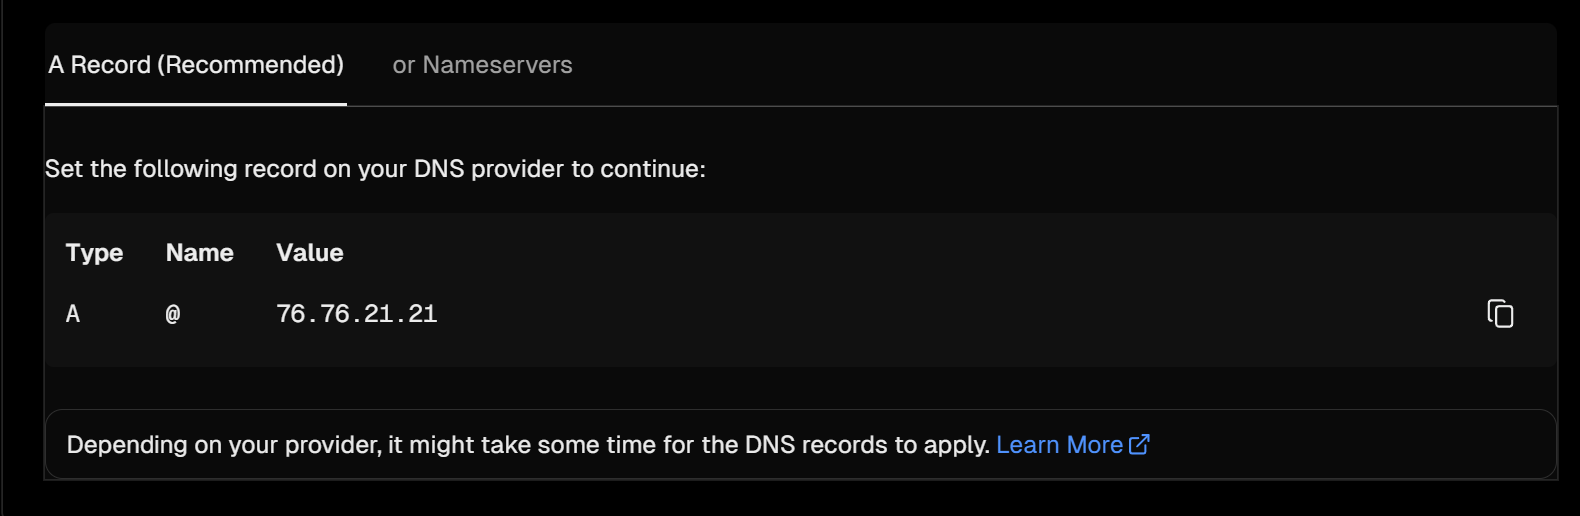 A Record (Recommended) or Nameservers
Set the following record on your DNS provider to continue:
Type Name Value
A @ 76.76.21.21
Depending on your provider, it might take some time for the DNS records to apply. Learn More